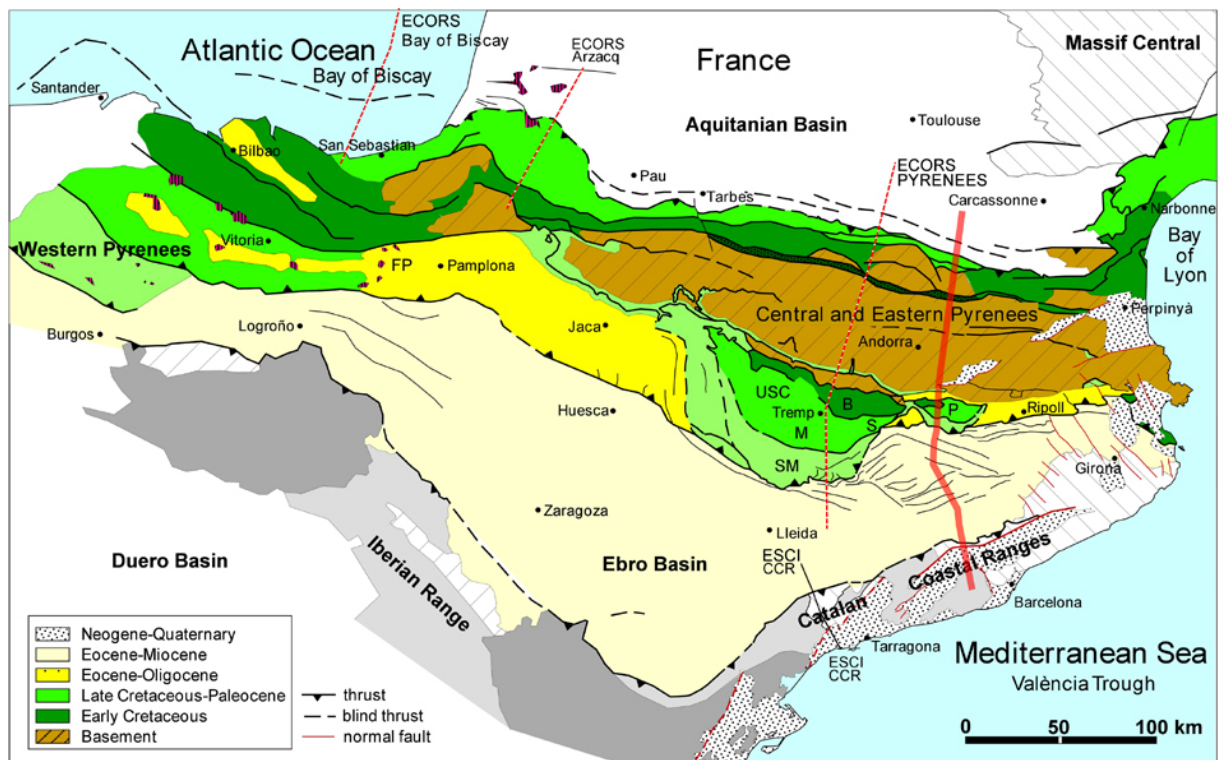 ECORS
Bay of Biscay
Atlantic Ocean
Bay of Biscay
ECORS
Arzacq
France
Massif Central
Santander
Aquitanian Basin
Toulouse
Bilbao
San Sebastian
Pau
Tarbes
ECORS
PYRENEES
Carcassonne
Narbonne
Bay
of
Lyon
Western Pyrenees
Vitoria
FP
Pamplona
Central and Eastern Pyrenees
Perpinyà
Burgos
Logroño
Jaca
Andorra
USC
Tremp
B
M
S
P
Ripoll
Huesca
SM
Girona
Zaragoza
Lleida
Duero Basin
Iberian Range
Ebro Basin
ESCI
CCR
Catalan
Coastal Ranges
Barcelona
Tarragona
ESCI
CCR
Mediterranean Sea
València Trough
Neogene-Quaternary
Eocene-Miocene
Eocene-Oligocene
Late Cretaceous-Paleocene
Early Cretaceous
Basement
thrust
blind thrust
normal fault
0 50 100 km